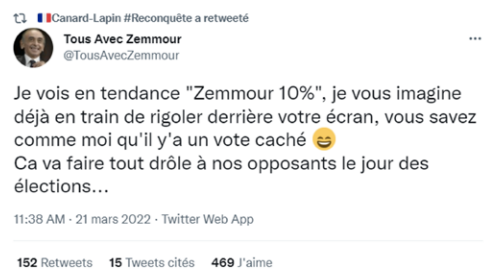 🇫🇷Canard-Lapin #Reconquête a retweeté
Tous Avec Zemmour
@TousAvecZemmour
Je vois en tendance "Zemmour 10%", je vous imagine
déjà en train de rigoler derrière votre écran, vous savez
comme moi qu'il y'a un vote caché 😄
Ca va faire tout drôle à nos opposants le jour des
élections...
11:38 AM · 21 mars 2022 · Twitter Web App
152 Retweets 15 Tweets cités 469 J'aime